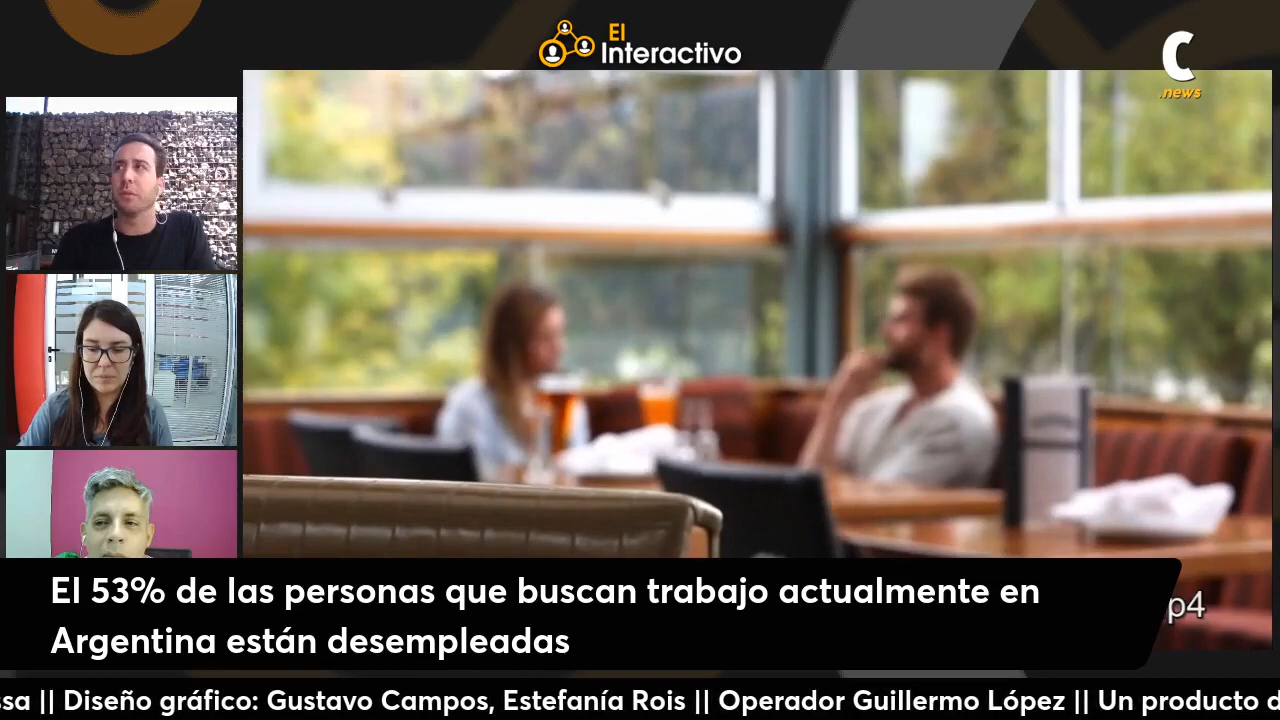 El
Interactivo
C
.news
El 53% de las personas que buscan trabajo actualmente en
Argentina están desempleadas
p4
ssa || Diseño gráfico: Gustavo Campos, Estefanía Rois || Operador Guillermo López || Un producto d